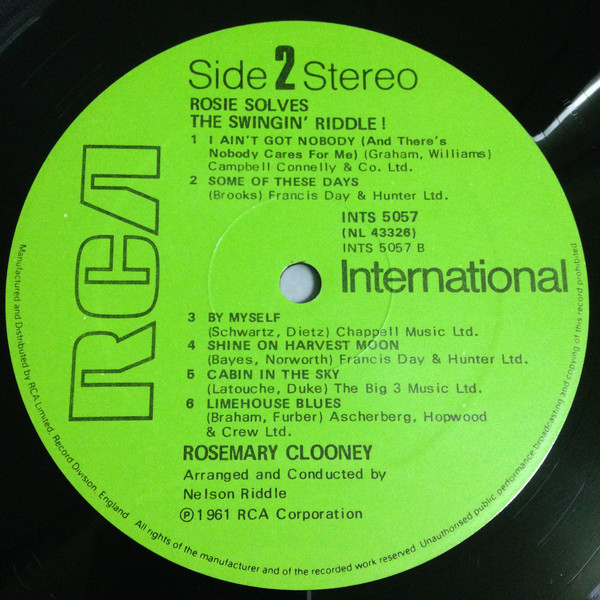 Side 2 Stereo
ROSIE SOLVES
THE SWINGIN' RIDDLE!
1 I AIN'T GOT NOBODY (And There's
Nobody Cares For Me) (Graham, Williams)
Campbell Connelly & Co. Ltd.
2 SOME OF THESE DAYS
(Brooks) Francis Day & Hunter Ltd.
INTS 5057
(NL 43326)
INTS 5057 B
RCA
International
3 BY MYSELF
(Schwartz, Dietz) Chappell Music Ltd.
4 SHINE ON HARVEST MOON
(Bayes, Norworth) Francis Day & Hunter Ltd.
5 CABIN IN THE SKY
(Latouche, Duke) The Big 3 Music Ltd.
6 LIMEHOUSE BLUES
(Braham, Furber) Ascherberg, Hopwood
& Crew Ltd.
ROSEMARY CLOONEY
Arranged and Conducted by
Nelson Riddle
℗ 1961 RCA Corporation
Manufactured and Distributed by RCA Limited, Record Division, England. All rights of the manufacturer and of the recorded work reserved. Unauthorised public performance, broadcasting and copying of this record prohibited.